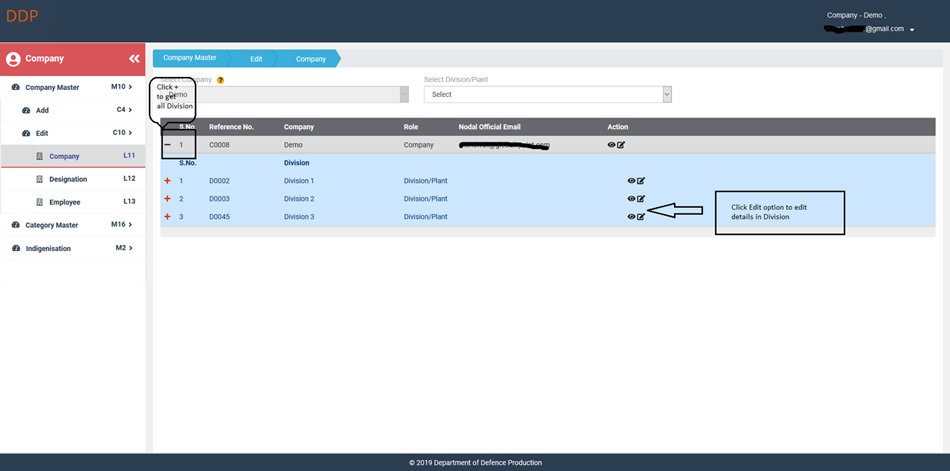 DDP
Company - Demo ,
@gmail.com
Company
Company Master M10
Add C4
Edit C10
Company L11
Designation L12
Employee L13
Category Master M16
Indigenisation M2
Company Master Edit Company
Select Company ? Select Division/Plant
Demo Select
Click +
to get
all Division
S.No. Reference No. Company Role Nodal Official Email Action
1 C0008 Demo Company
S.No. Division
1 D0002 Division 1 Division/Plant
2 D0003 Division 2 Division/Plant
3 D0045 Division 3 Division/Plant
Click Edit option to edit
details in Division
© 2019 Department of Defence Production